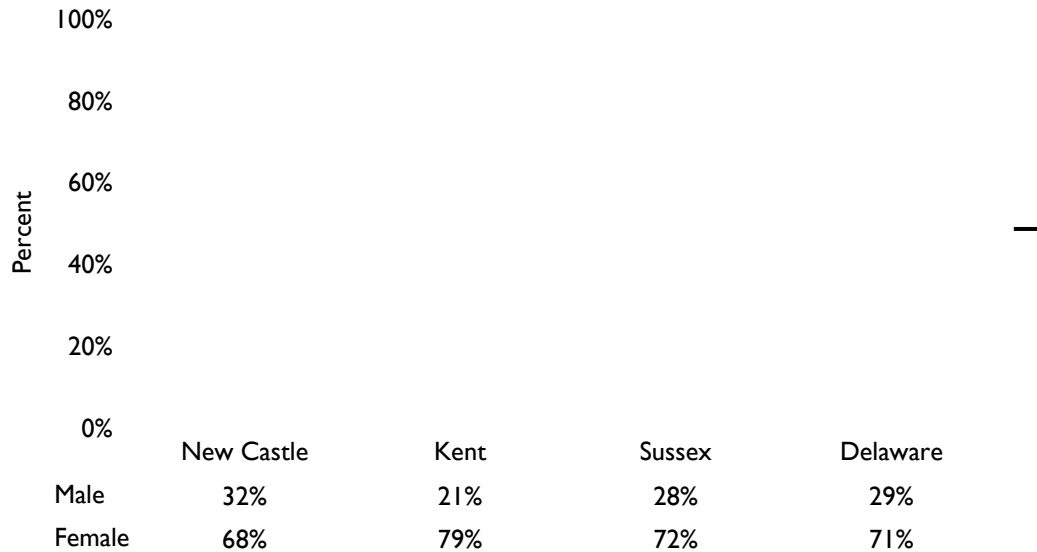 100%
80%
60%
40%
20%
0%
Percent
New Castle Kent Sussex Delaware
Male 32% 21% 28% 29%
Female 68% 79% 72% 71%